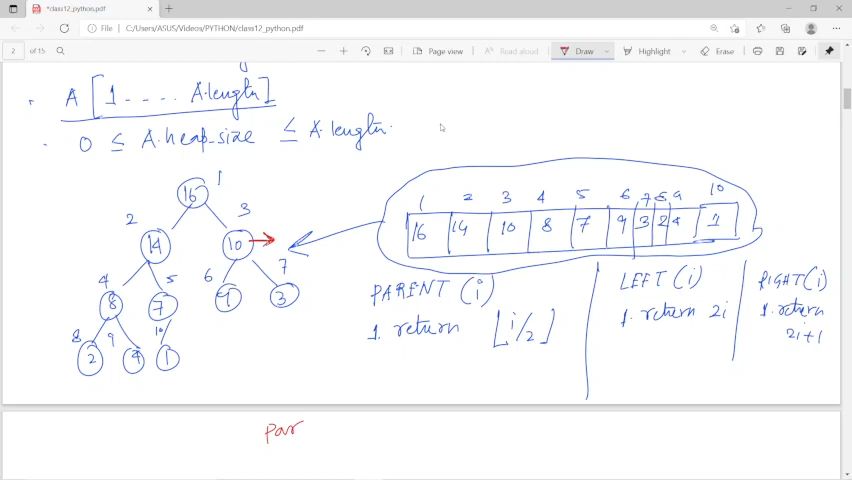 *class12_python.pdf
File
C:/Users/ASUS/Videos/PYTHON/class12_python.pdf
2 of 15
Page view
Read aloud
Draw
Highlight
Erase
A [1 ---- A.length]
0 ≤ A.heap_size ≤ A.length.
1
16
2 3
14 10
4 5 6 7
8 7 9 3
8 9 10
2 4 1
1 2 3 4 5 6 7 8 9 10
16 14 10 8 7 9 3 2 4 1
PARENT (i)
1. return ⌊i/2⌋
LEFT (i)
1. return 2i
RIGHT (i)
1. return
2i+1
Par